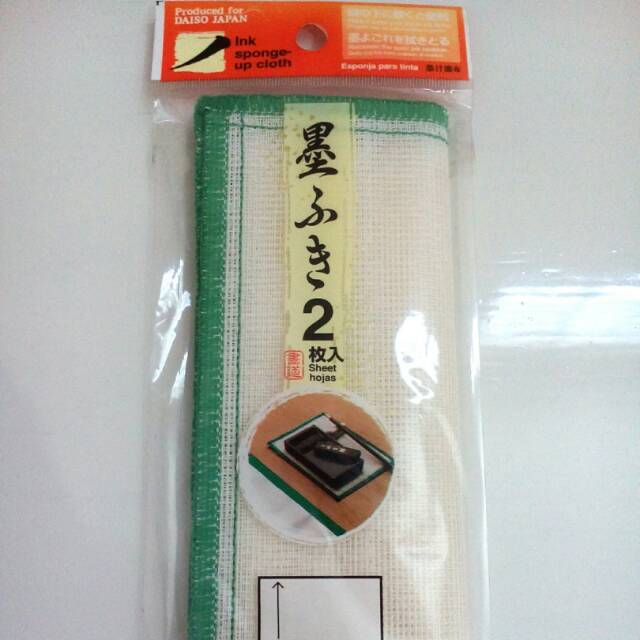 Produced for
DAISO JAPAN
Ink
sponge-
up cloth
墨よごれを拭きとる
Esponja para tinta
墨ふき2
枚入
Sheet
hojas
書道